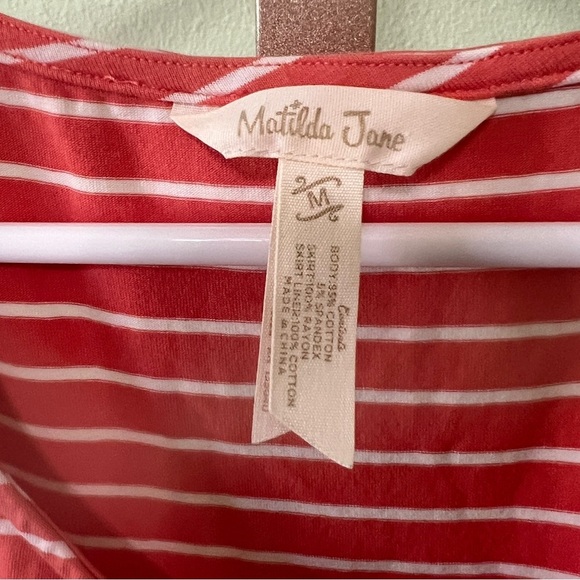 Matilda Jane
M
Contents
BODY:95% COTTON
5% SPANDEX
SKIRT:100% RAYON
SKIRT LINER:100% COTTON
MADE in CHINA